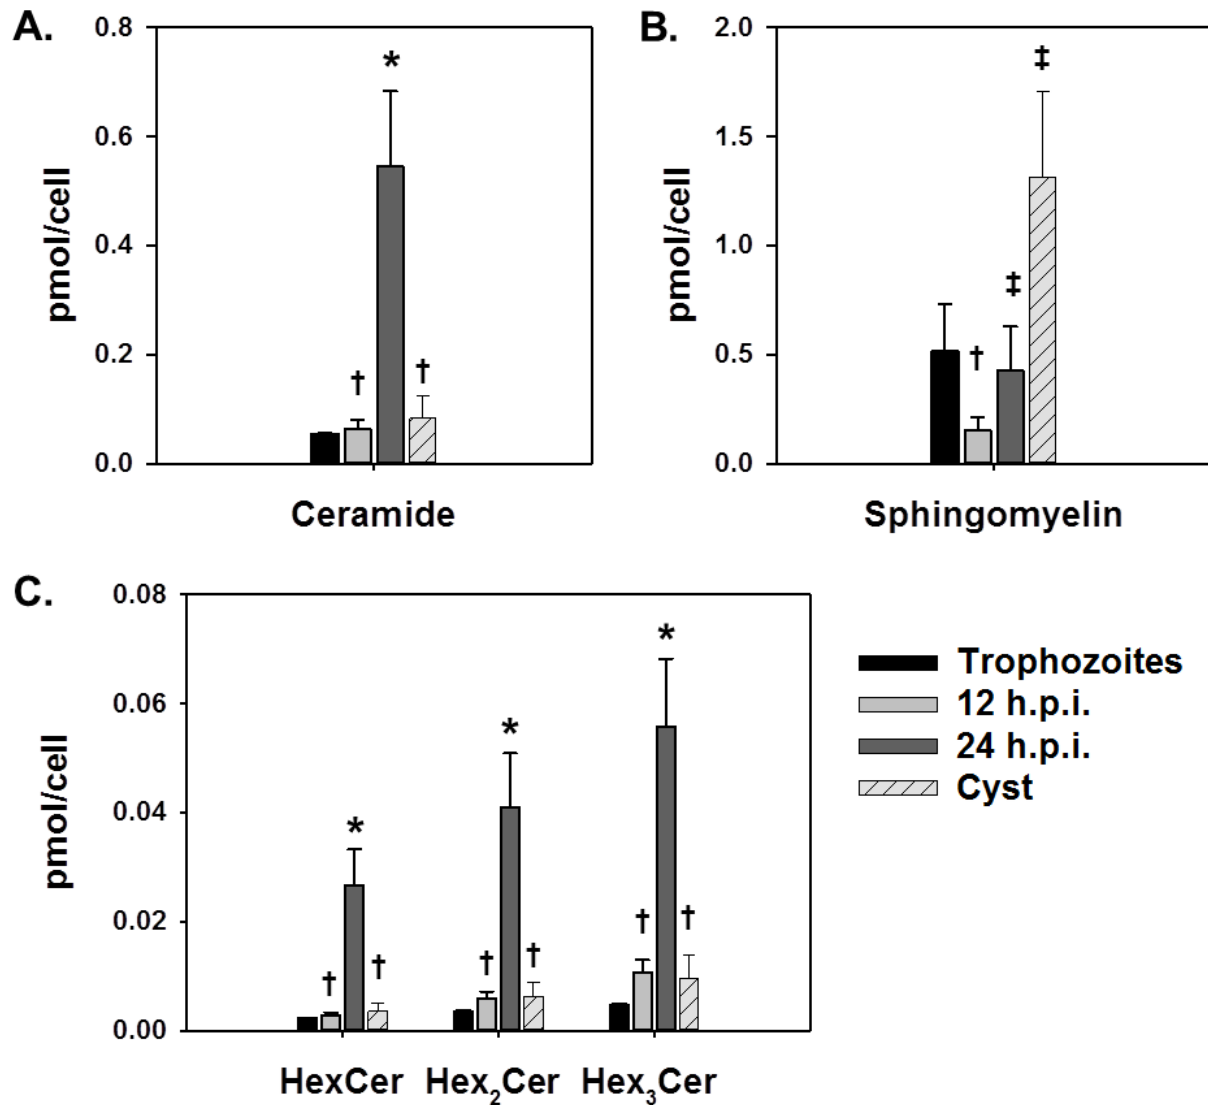 A.
0.8
0.6
0.4
0.2
0.0
pmol/cell
*
†
†
Ceramide
B.
2.0
1.5
1.0
0.5
0.0
pmol/cell
‡
‡
†
Sphingomyelin
C.
0.08
0.06
0.04
0.02
0.00
pmol/cell
*
*
*
† † † † † †
HexCer Hex₂Cer Hex₃Cer
Trophozoites
12 h.p.i.
24 h.p.i.
Cyst